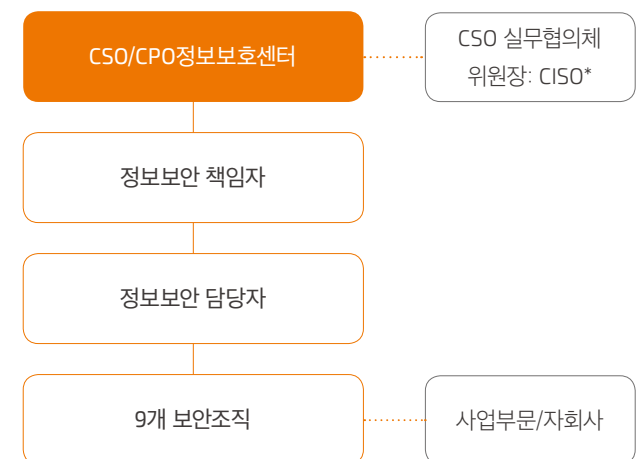 CSO/CPO정보보호센터
CSO 실무협의체
위원장: CISO*
정보보안 책임자
정보보안 담당자
9개 보안조직
사업부문/자회사